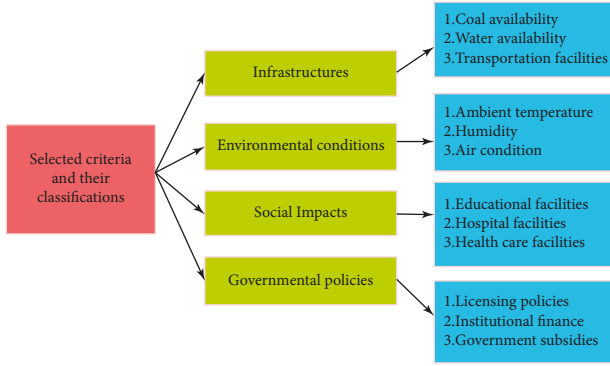 Selected criteria
and their
classifications
Infrastructures
1.Coal availability
2.Water availability
3.Transportation facilities
Environmental conditions
1.Ambient temperature
2.Humidity
3.Air condition
Social Impacts
1.Educational facilities
2.Hospital facilities
3.Health care facilities
Governmental policies
1.Licensing policies
2.Institutional finance
3.Government subsidies